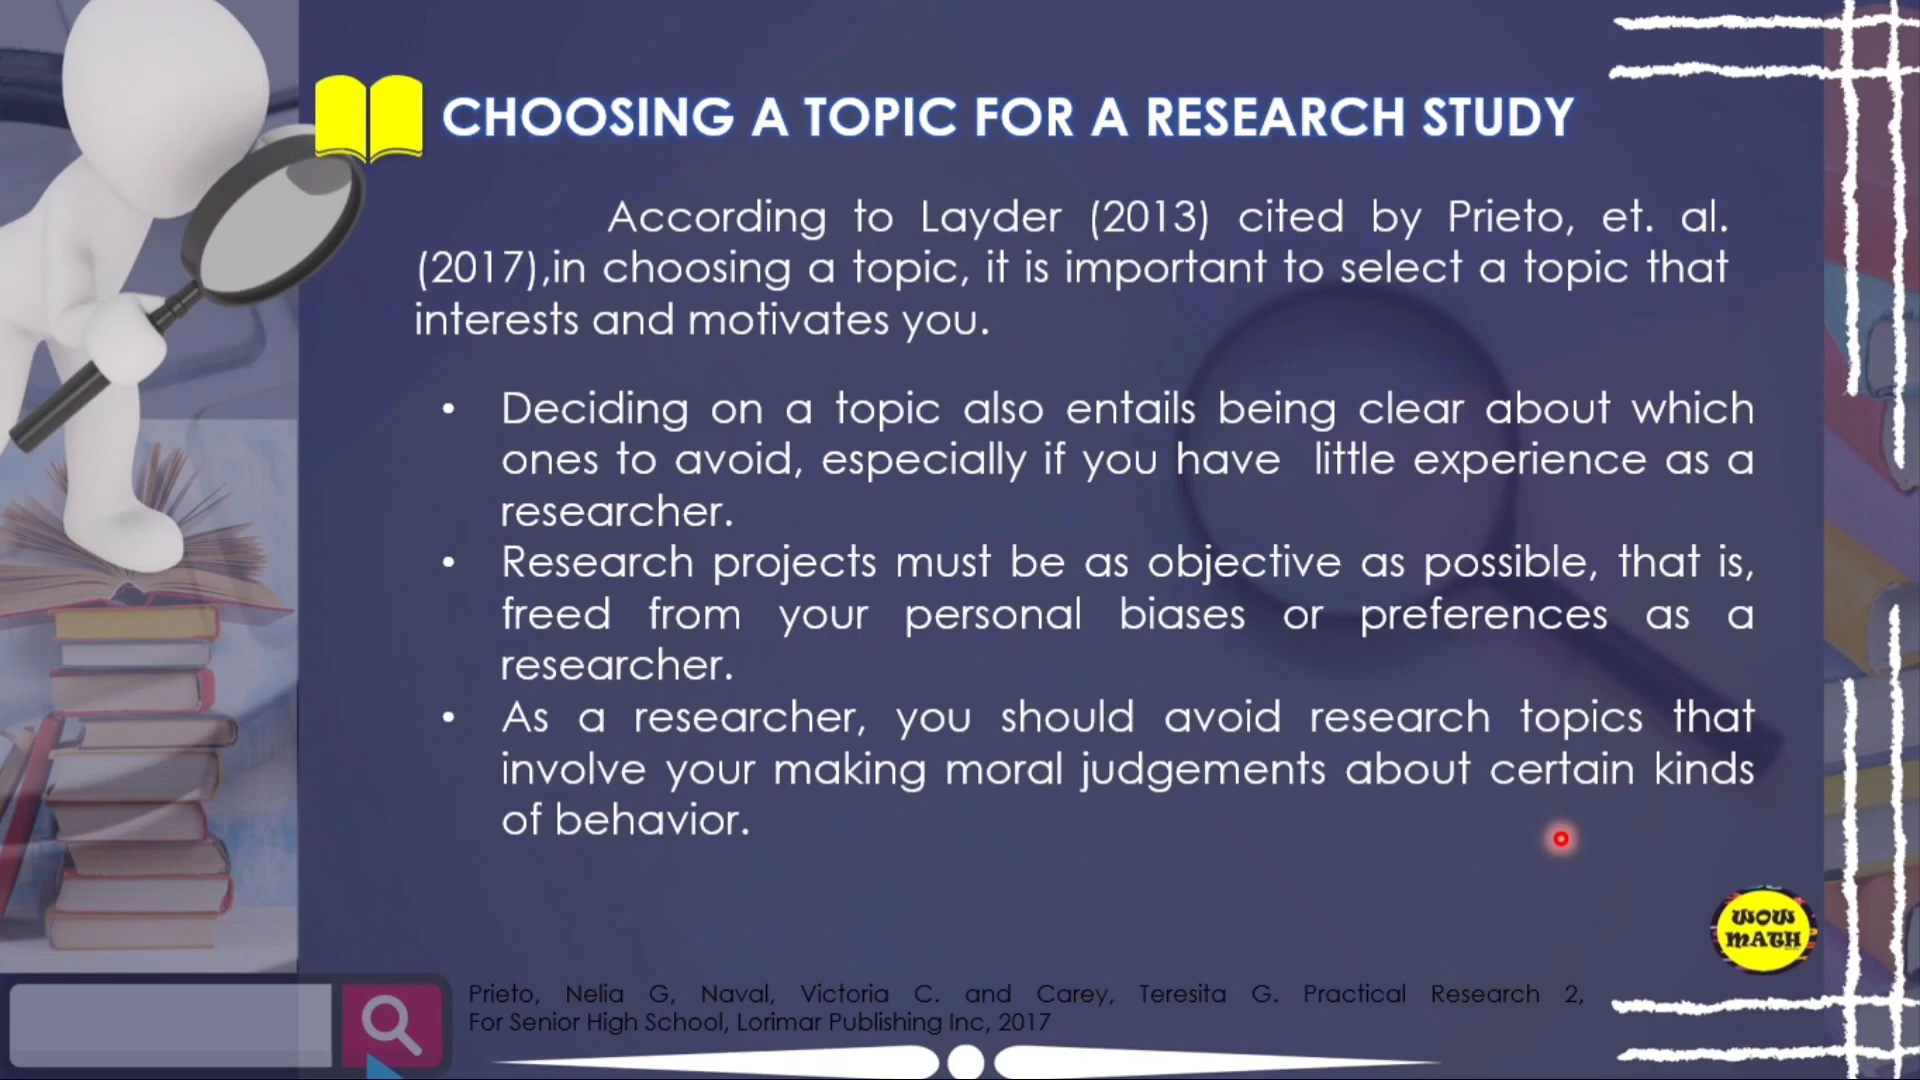 CHOOSING A TOPIC FOR A RESEARCH STUDY
According to Layder (2013) cited by Prieto, et. al.
(2017),in choosing a topic, it is important to select a topic that
interests and motivates you.
• Deciding on a topic also entails being clear about which
ones to avoid, especially if you have little experience as a
researcher.
• Research projects must be as objective as possible, that is,
freed from your personal biases or preferences as a
researcher.
• As a researcher, you should avoid research topics that
involve your making moral judgements about certain kinds
of behavior.
WOW
MATH
Prieto, Nelia G, Naval, Victoria C. and Carey, Teresita G. Practical Research 2,
For Senior High School, Lorimar Publishing Inc, 2017